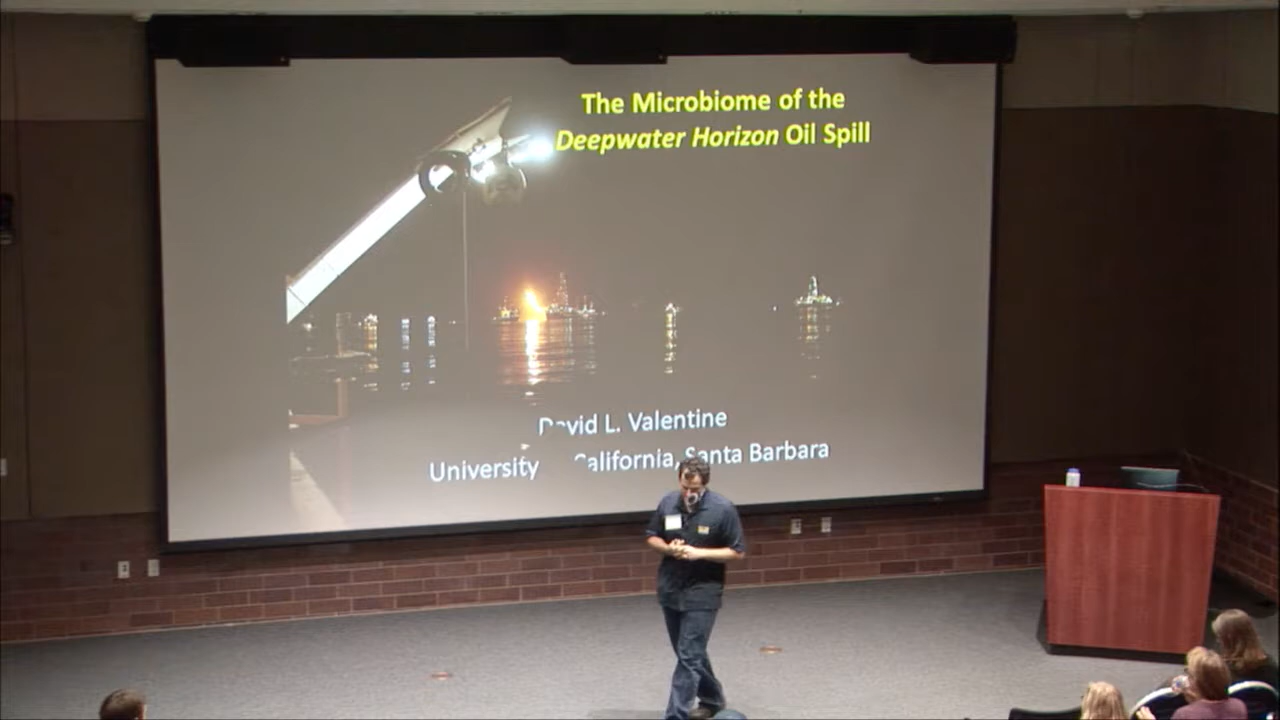 The Microbiome of the
Deepwater Horizon Oil Spill
David L. Valentine
University California, Santa Barbara